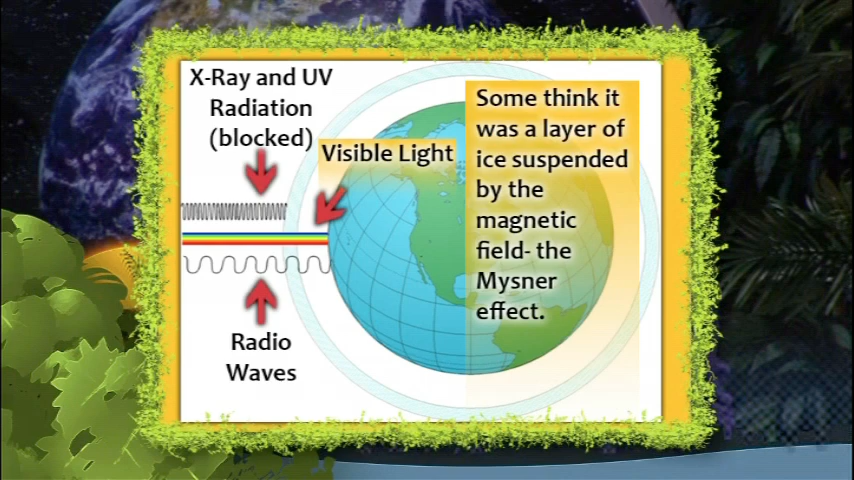 X-Ray and UV
Radiation
(blocked)
Visible Light
Radio
Waves
Some think it
was a layer of
ice suspended
by the
magnetic
field- the
Mysner
effect.